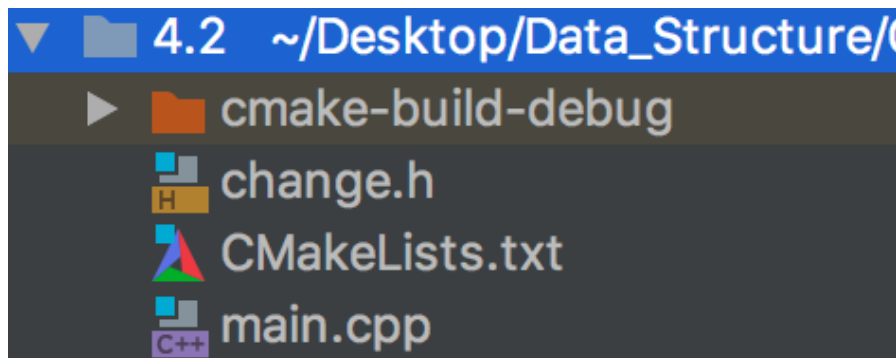 4.2 ~/Desktop/Data_Structure/
cmake-build-debug
H change.h
CMakeLists.txt
C++ main.cpp